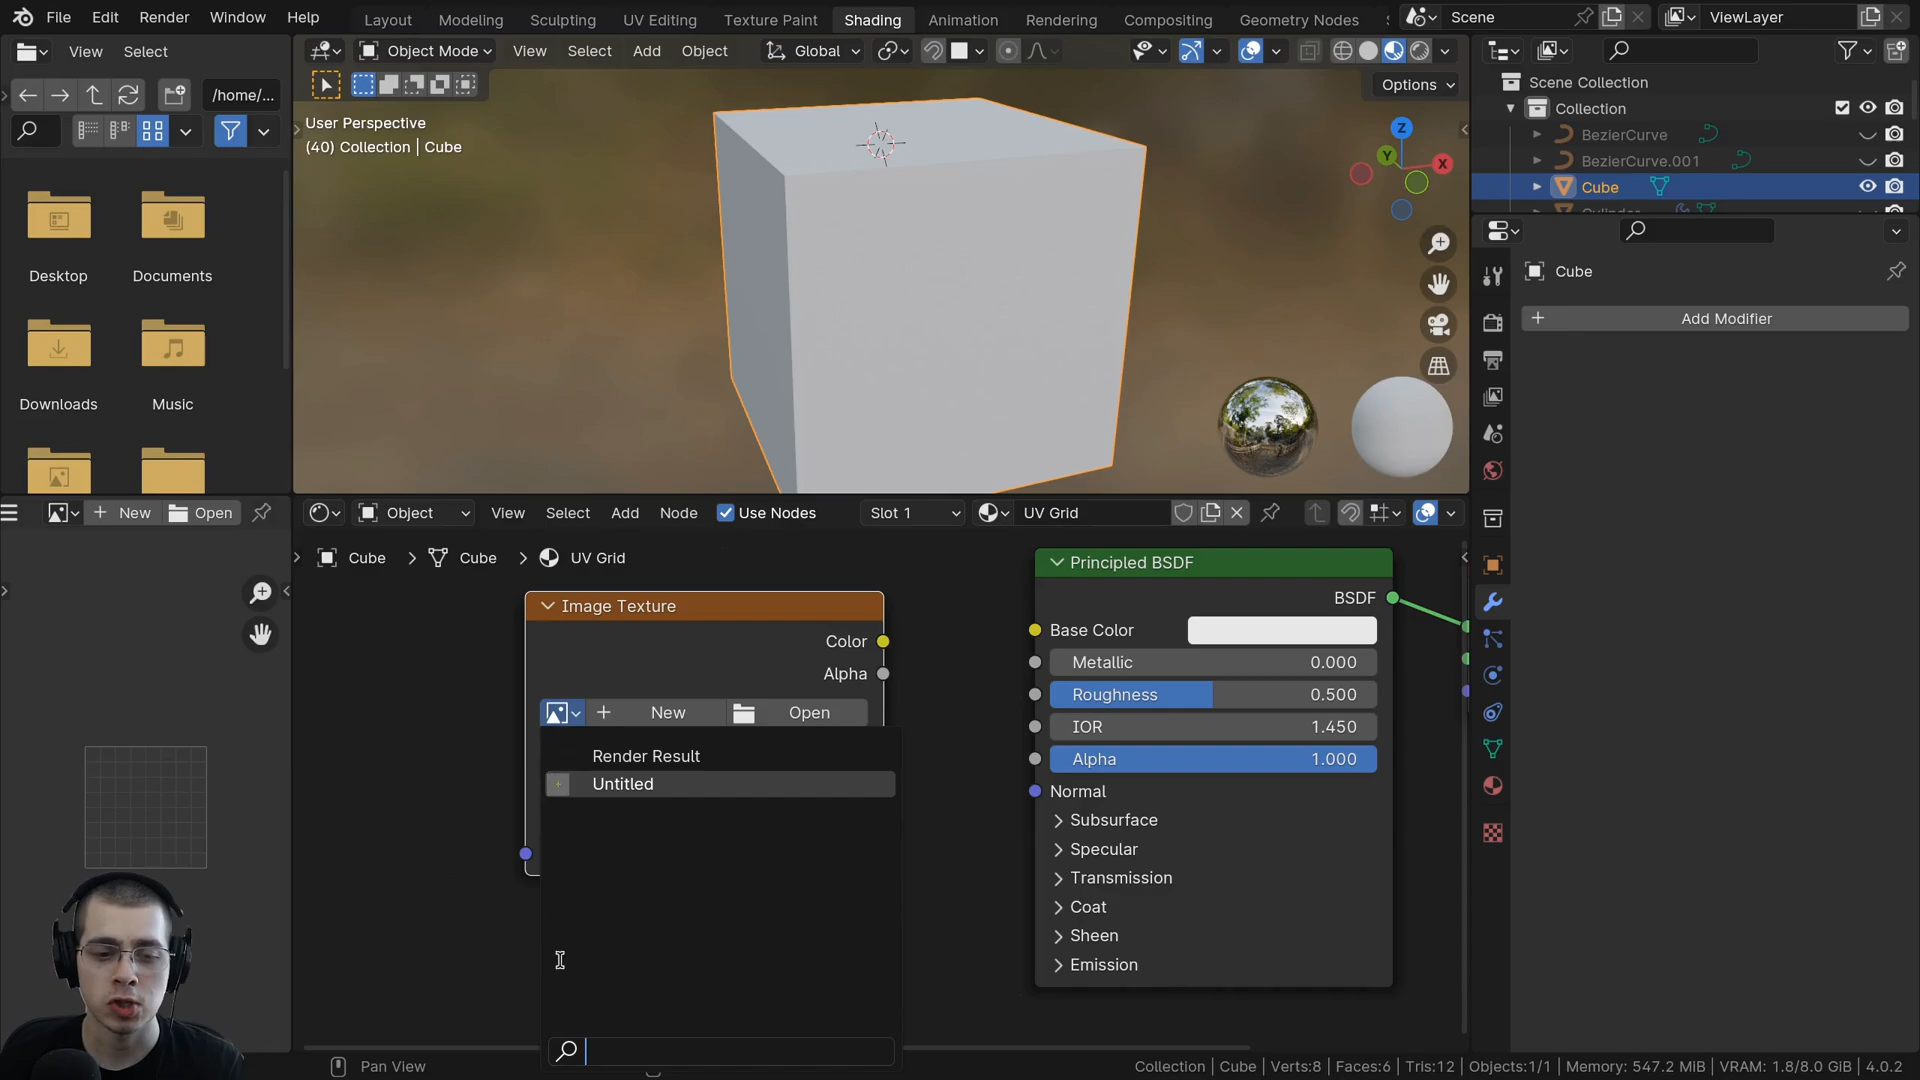 File Edit Render Window Help Layout Modeling Sculpting UV Editing Texture Paint Shading Animation Rendering Compositing Geometry Nodes Scene ViewLayer
View Select
Object Mode View Select Add Object Global
/home/...
Options
User Perspective
(40) Collection | Cube
Z
Y
X
Desktop Documents
Downloads Music
Scene Collection
Collection
BezierCurve
BezierCurve.001
Cube
Cylinder
Cube
Add Modifier
New Open
Object View Select Add Node Use Nodes Slot 1 UV Grid
Cube Cube UV Grid
Image Texture
Color
Alpha
New Open
Render Result
Untitled
Principled BSDF
BSDF
Base Color
Metallic 0.000
Roughness 0.500
IOR 1.450
Alpha 1.000
Normal
Subsurface
Specular
Transmission
Coat
Sheen
Emission
Pan View
Collection | Cube | Verts:8 | Faces:6 | Tris:12 | Objects:1/1 | Memory: 547.2 MiB | VRAM: 1.8/8.0 GiB | 4.0.2